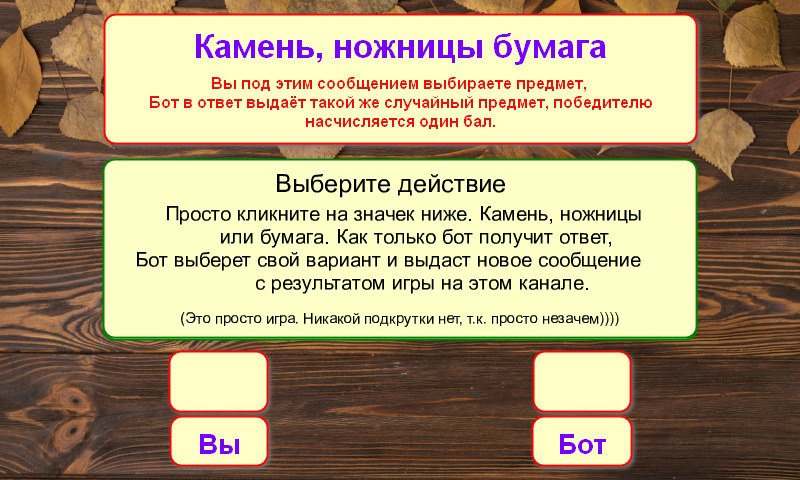 Камень, ножницы бумага
Вы под этим сообщением выбираете предмет,
Бот в ответ выдаёт такой же случайный предмет, победителю
насчисляется один бал.
Выберите действие
Просто кликните на значек ниже. Камень, ножницы
или бумага. Как только бот получит ответ,
Бот выберет свой вариант и выдаст новое сообщение
с результатом игры на этом канале.
(Это просто игра. Никакой подкрутки нет, т.к. просто незачем))))
Вы
Бот